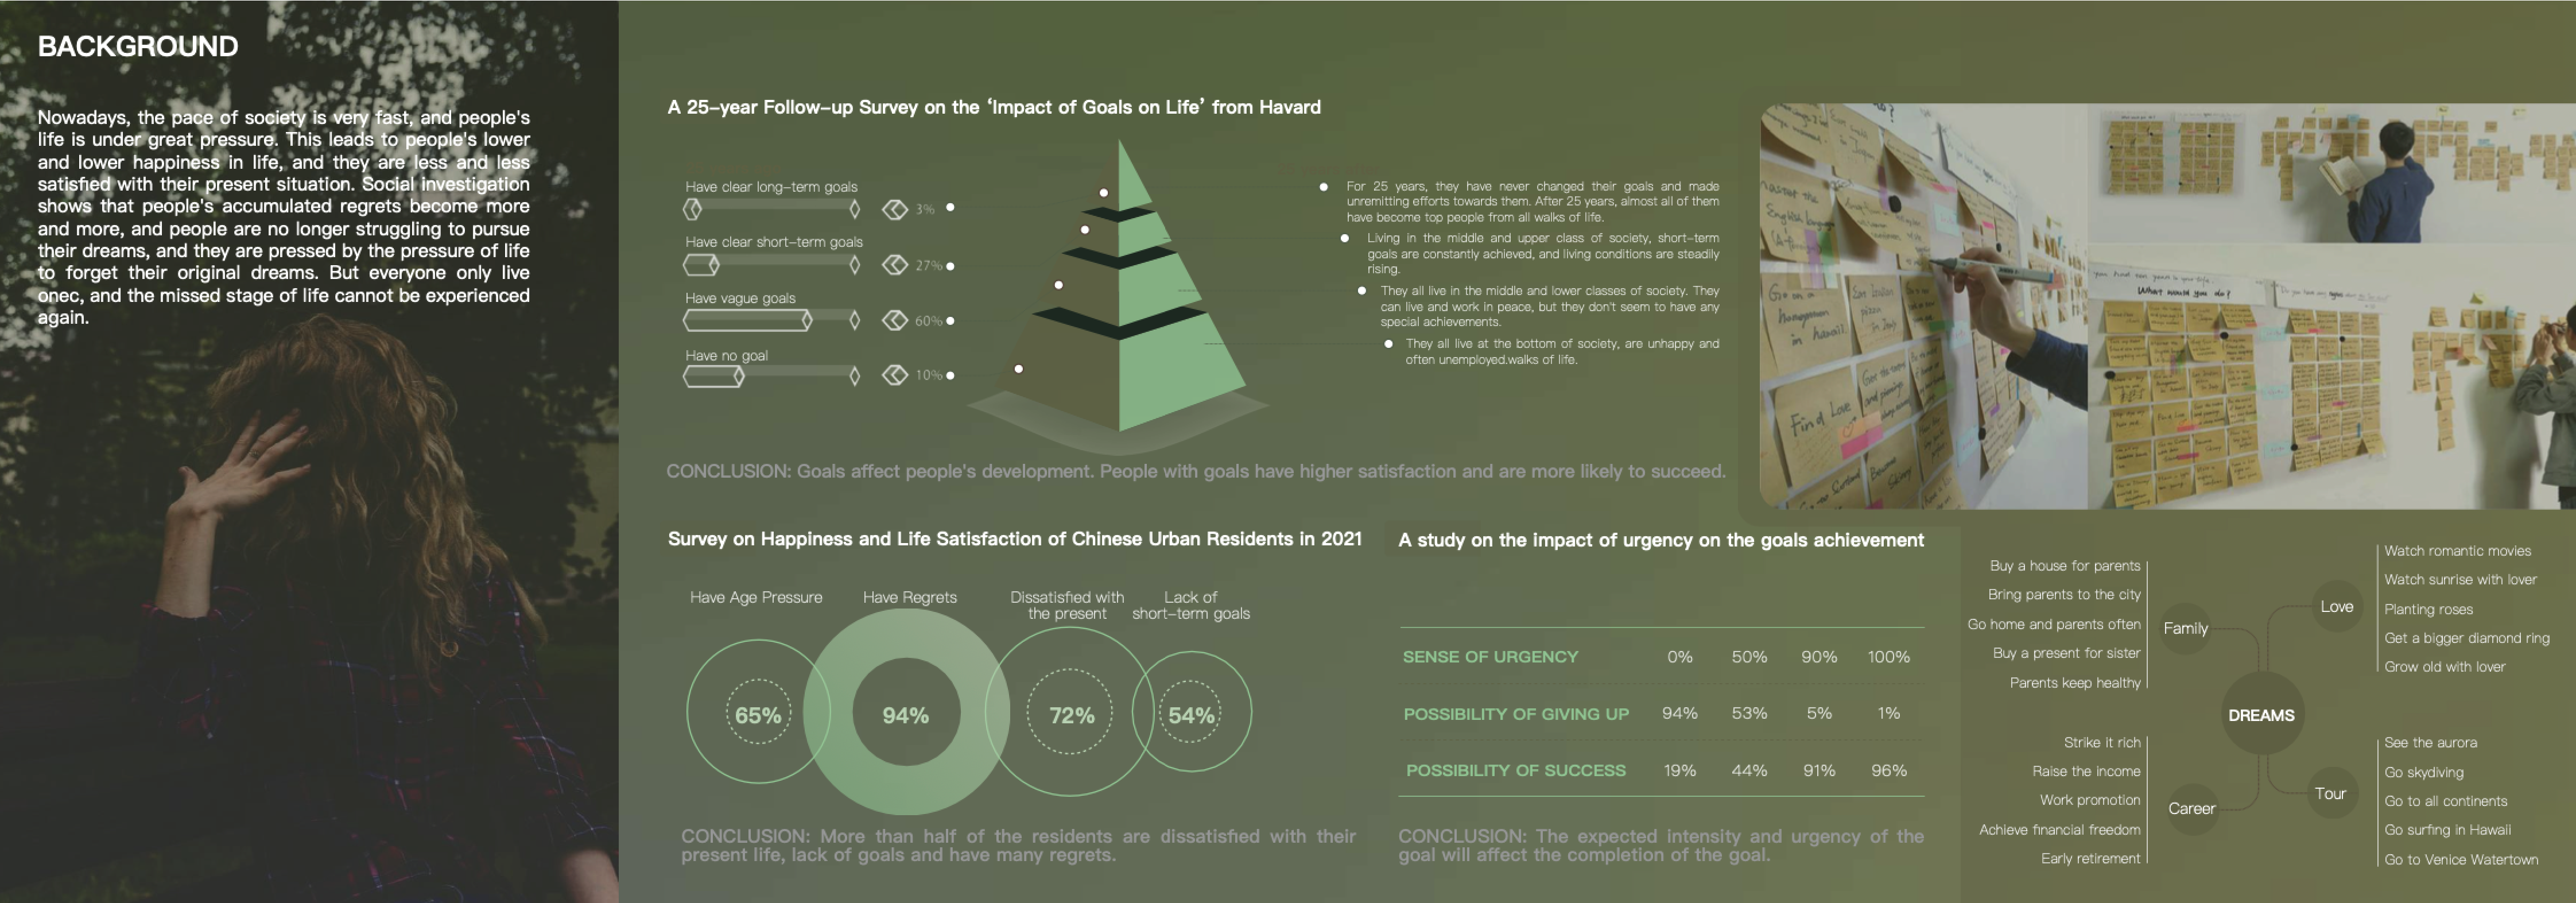 BACKGROUND
Nowadays, the pace of society is very fast, and people's
life is under great pressure. This leads to people's lower
and lower happiness in life, and they are less and less
satisfied with their present situation. Social investigation
shows that people's accumulated regrets become more
and more, and people are no longer struggling to pursue
their dreams, and they are pressed by the pressure of life
to forget their original dreams. But everyone only live
onec, and the missed stage of life cannot be experienced
again.
A 25-year Follow-up Survey on the ‘Impact of Goals on Life’ from Havard
Have clear long-term goals
3%
Have clear short-term goals
27%
Have vague goals
60%
Have no goal
10%
For 25 years, they have never changed their goals and made
unremitting efforts towards them. After 25 years, almost all of them
have become top people from all walks of life.
Living in the middle and upper class of society, short-term
goals are constantly achieved, and living conditions are steadily
rising.
They all live in the middle and lower classes of society. They
can live and work in peace, but they don't seem to have any
special achievements.
They all live at the bottom of society, are unhappy and
often unemployed.walks of life.
CONCLUSION: Goals affect people's development. People with goals have higher satisfaction and are more likely to succeed.
What would you do?
Go on a
honeymoon
in hawaii
Find Love
Survey on Happiness and Life Satisfaction of Chinese Urban Residents in 2021
Have Age Pressure
Have Regrets
Dissatisfied with
the present
Lack of
short-term goals
65%
94%
72%
54%
CONCLUSION: More than half of the residents are dissatisfied with their
present life, lack of goals and have many regrets.
A study on the impact of urgency on the goals achievement
SENSE OF URGENCY 0% 50% 90% 100%
POSSIBILITY OF GIVING UP 94% 53% 5% 1%
POSSIBILITY OF SUCCESS 19% 44% 91% 96%
CONCLUSION: The expected intensity and urgency of the
goal will affect the completion of the goal.
Buy a house for parents
Bring parents to the city
Go home and parents often
Buy a present for sister
Parents keep healthy
Family
Love
Watch romantic movies
Watch sunrise with lover
Planting roses
Get a bigger diamond ring
Grow old with lover
DREAMS
Strike it rich
Raise the income
Work promotion
Achieve financial freedom
Early retirement
Career
Tour
See the aurora
Go skydiving
Go to all continents
Go surfing in Hawaii
Go to Venice Watertown